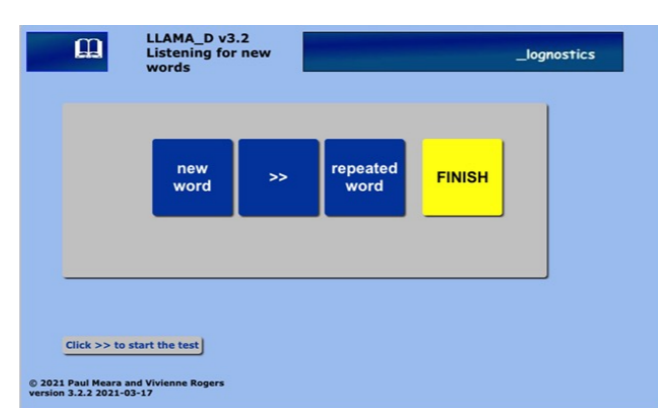 LLAMA_D v3.2
Listening for new
words
_lognostics
new
word
>>
repeated
word
FINISH
Click >> to start the test
© 2021 Paul Meara and Vivienne Rogers
version 3.2.2 2021-03-17